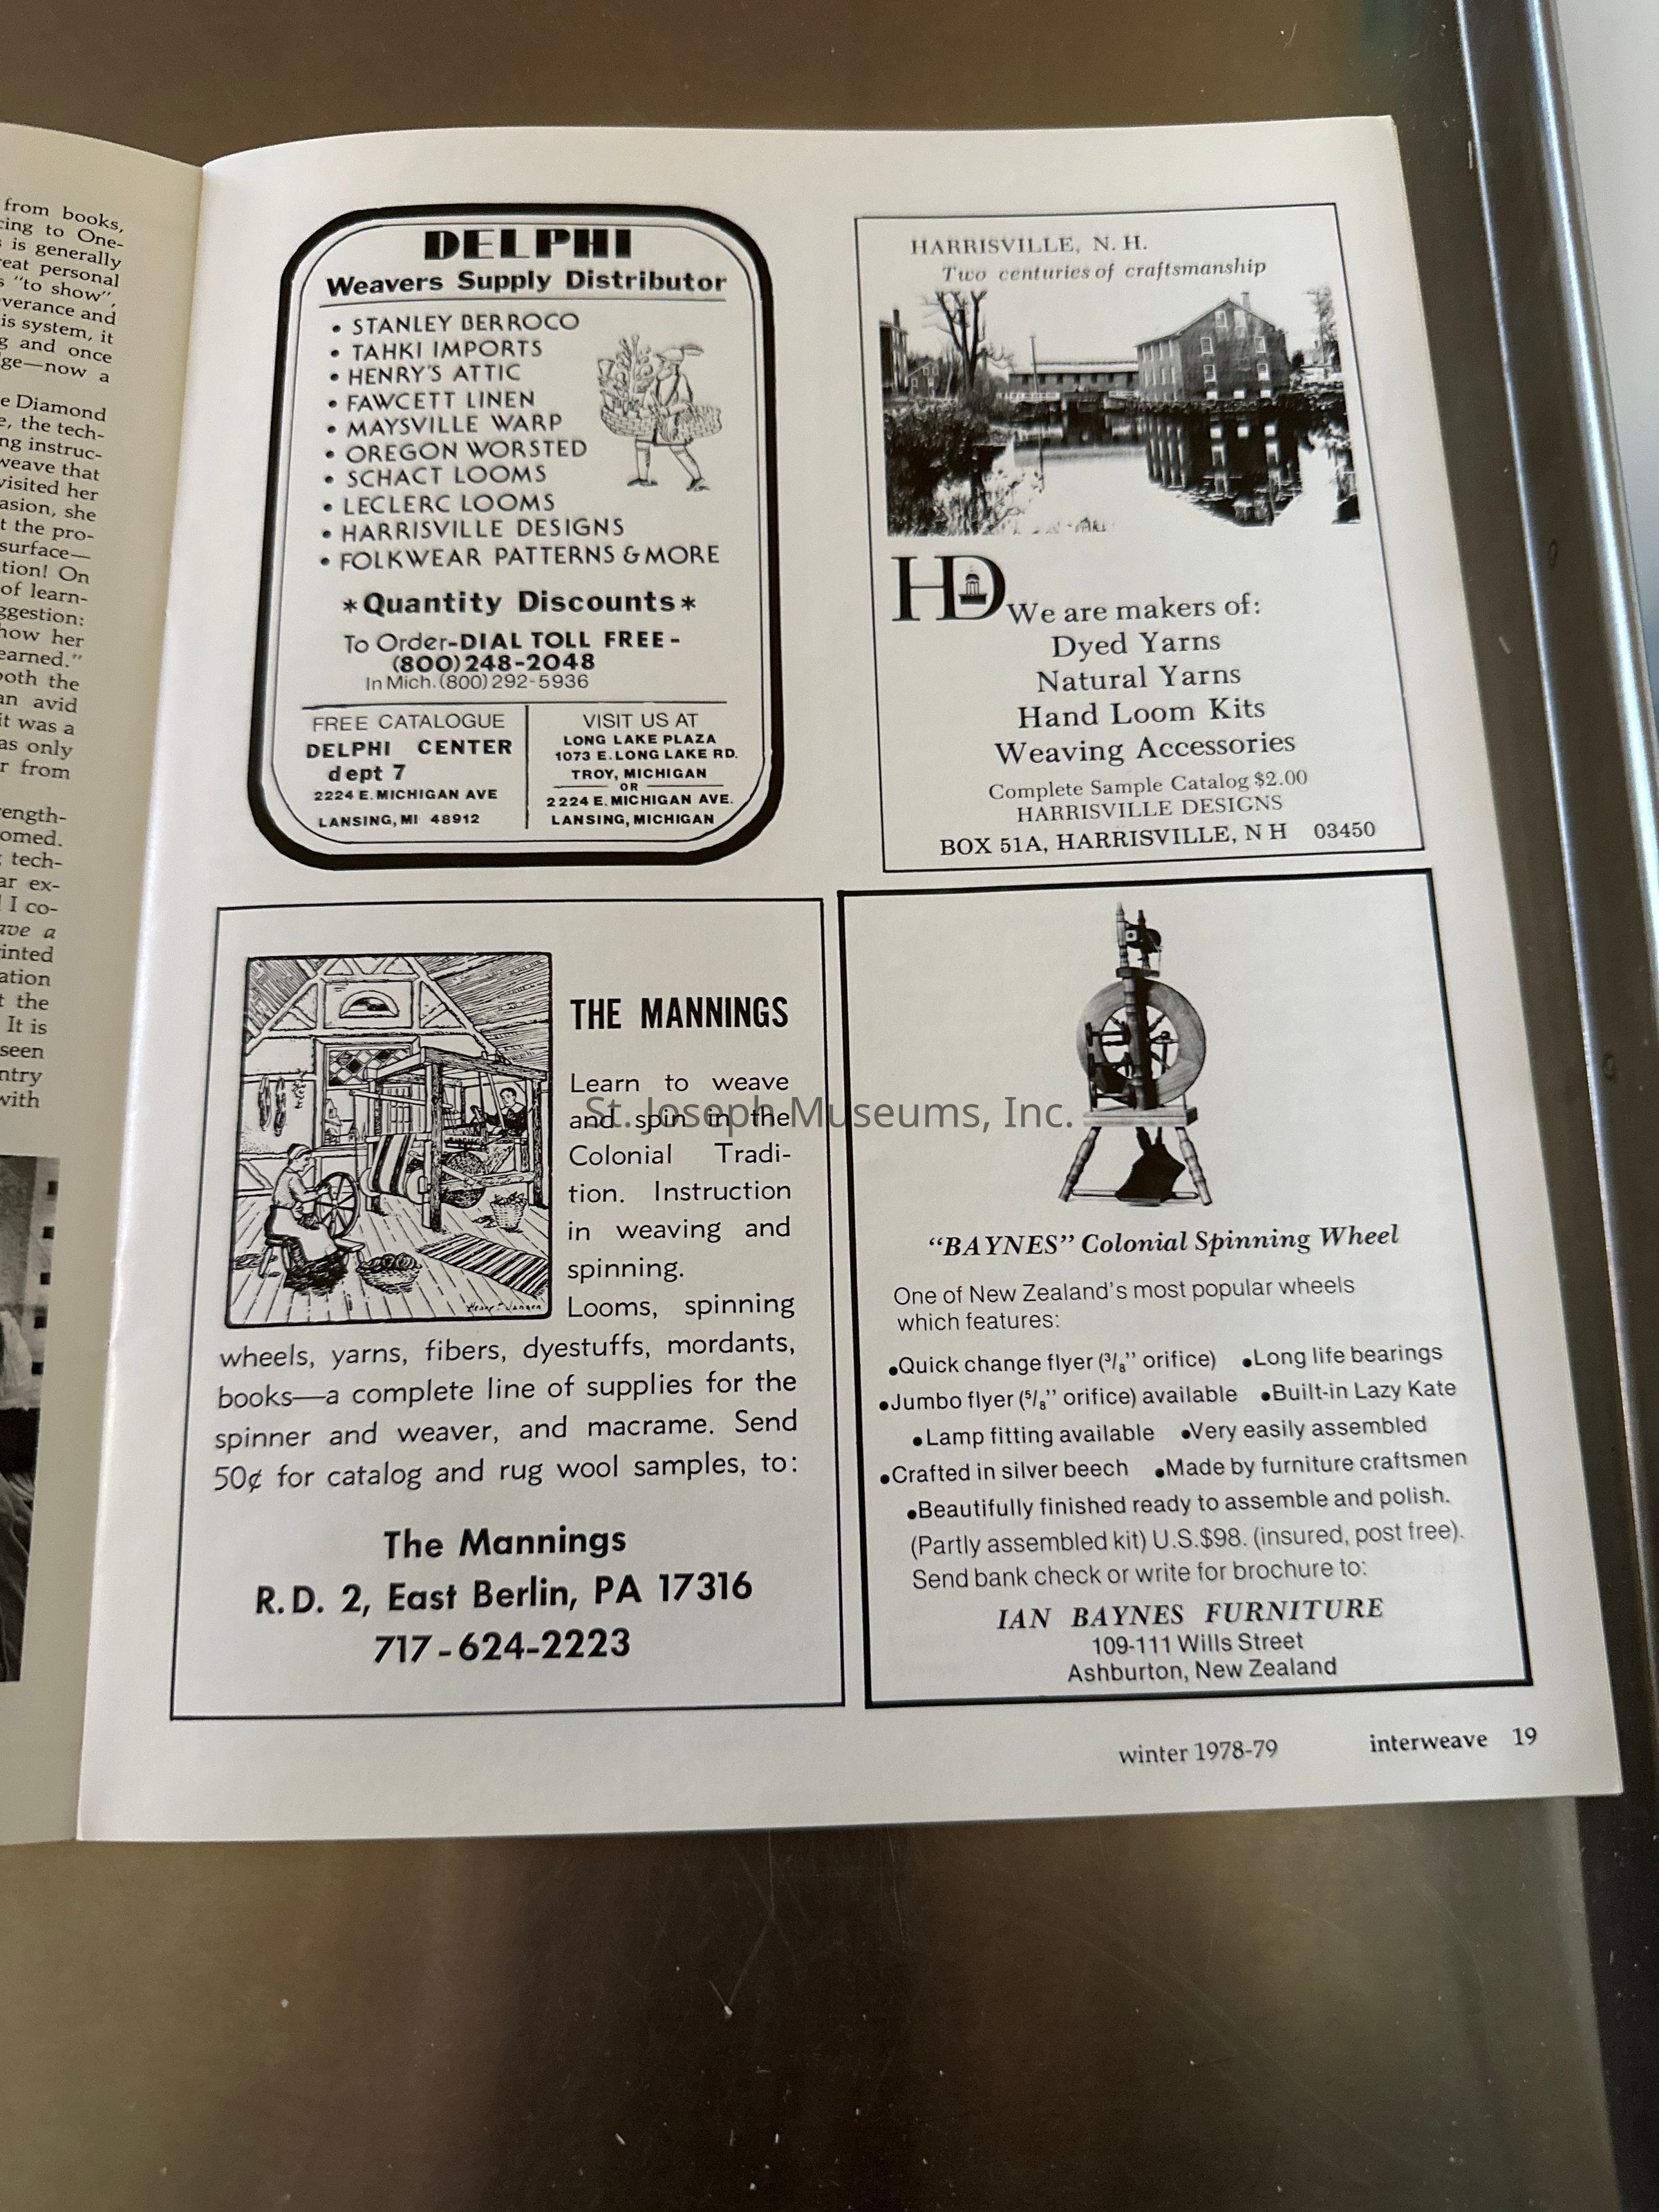 from books,
cing to One-
s is generally
reat personal
s "to show",
verance and
is system, it
g and once
ge—now a
e Diamond
e, the tech-
ng instruc-
weave that
visited her
asion, she
t the pro-
surface—
tion! On
of learn-
ggestion:
how her
earned."
both the
an avid
it was a
as only
r from
ength-
omed.
tech-
ar ex-
I co-
ave a
inted
ation
t the
It is
seen
ntry
with
DELPHI
Weavers Supply Distributor
• STANLEY BERROCO
• TAHKI IMPORTS
• HENRY'S ATTIC
• FAWCETT LINEN
• MAYSVILLE WARP
• OREGON WORSTED
• SCHACT LOOMS
• LECLERC LOOMS
• HARRISVILLE DESIGNS
• FOLKWEAR PATTERNS & MORE
*Quantity Discounts*
To Order-DIAL TOLL FREE-
(800) 248-2048
In Mich. (800) 292-5936
FREE CATALOGUE
DELPHI CENTER
dept 7
2224 E. MICHIGAN AVE
LANSING, MI 48912
VISIT US AT
LONG LAKE PLAZA
1073 E. LONG LAKE RD.
TROY, MICHIGAN
OR
2224 E. MICHIGAN AVE.
LANSING, MICHIGAN
HARRISVILLE, N. H.
Two centuries of craftsmanship
HD We are makers of:
Dyed Yarns
Natural Yarns
Hand Loom Kits
Weaving Accessories
Complete Sample Catalog $2.00
HARRISVILLE DESIGNS
BOX 51A, HARRISVILLE, N H 03450
THE MANNINGS
Learn to weave
and spin in the
Colonial Tradi-
tion. Instruction
in weaving and
spinning.
Looms, spinning
wheels, yarns, fibers, dyestuffs, mordants,
books—a complete line of supplies for the
spinner and weaver, and macrame. Send
50¢ for catalog and rug wool samples, to:
The Mannings
R.D. 2, East Berlin, PA 17316
717-624-2223
St. Joseph Museums, Inc.
"BAYNES" Colonial Spinning Wheel
One of New Zealand's most popular wheels
which features:
•Quick change flyer (3/8" orifice) •Long life bearings
•Jumbo flyer (5/8" orifice) available •Built-in Lazy Kate
•Lamp fitting available •Very easily assembled
•Crafted in silver beech •Made by furniture craftsmen
•Beautifully finished ready to assemble and polish.
(Partly assembled kit) U.S.$98. (insured, post free).
Send bank check or write for brochure to:
IAN BAYNES FURNITURE
109-111 Wills Street
Ashburton, New Zealand
winter 1978-79 interweave 19